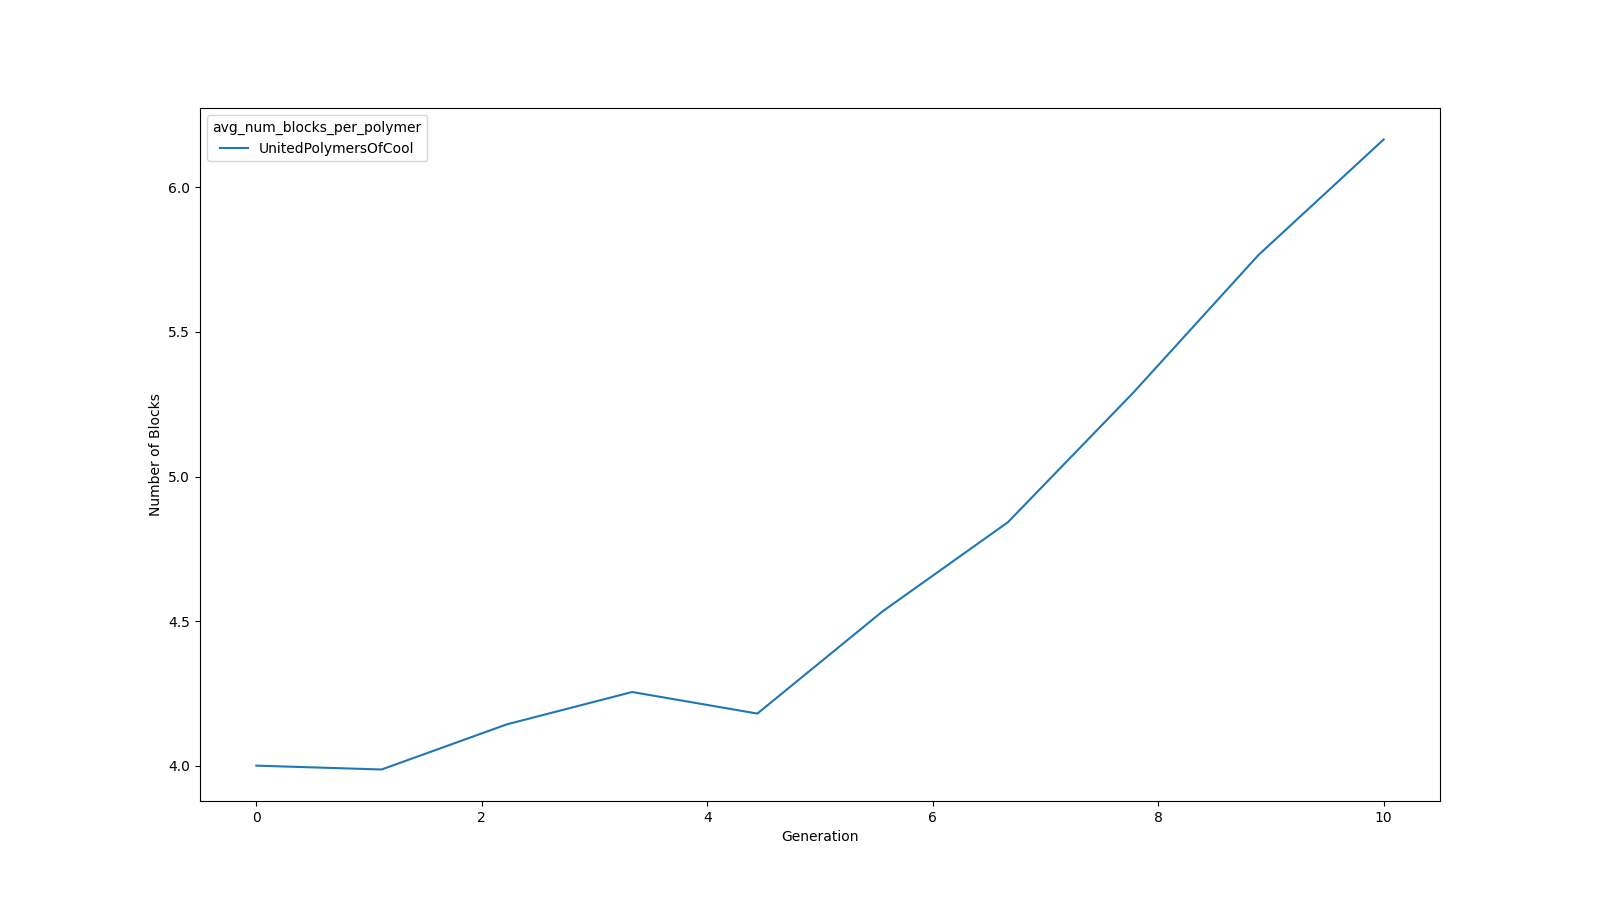 avg_num_blocks_per_polymer
UnitedPolymersOfCool
6.0
5.5
5.0
4.5
4.0
Number of Blocks
0 2 4 6 8 10
Generation